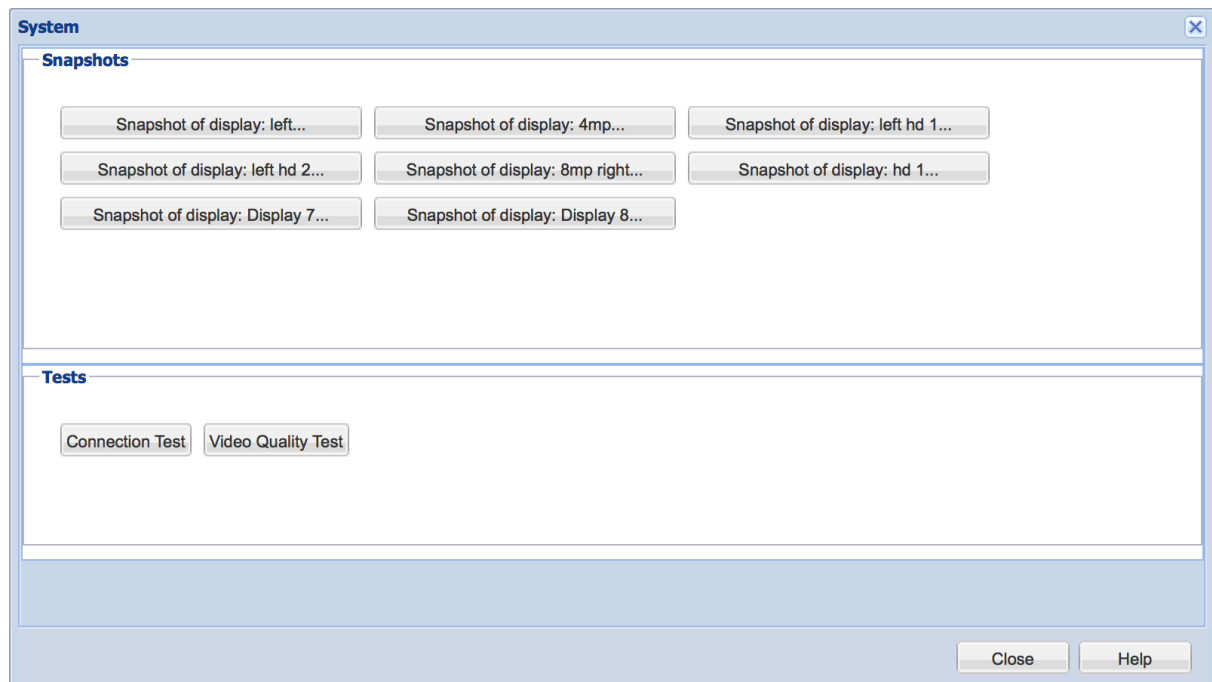 System
Snapshots
Snapshot of display: left... Snapshot of display: 4mp... Snapshot of display: left hd 1...
Snapshot of display: left hd 2... Snapshot of display: 8mp right... Snapshot of display: hd 1...
Snapshot of display: Display 7... Snapshot of display: Display 8...
Tests
Connection Test Video Quality Test
Close Help